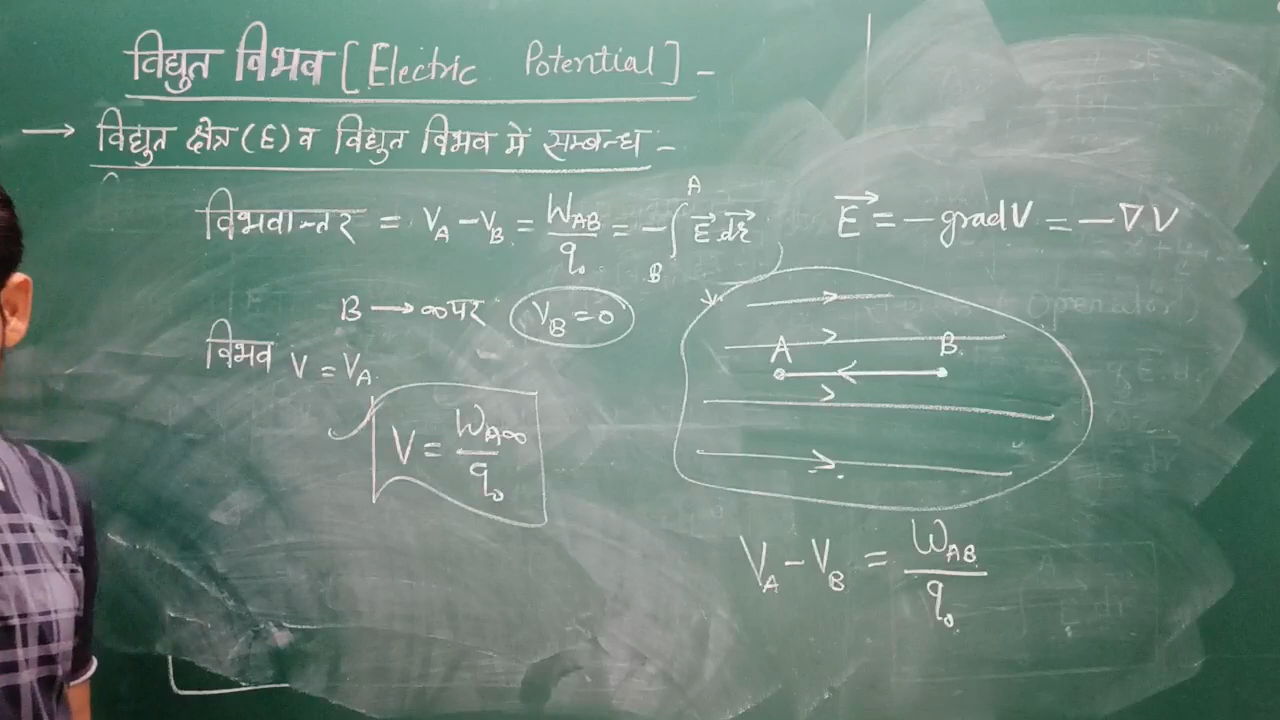 विद्युत विभव [Electric Potential] -
→ विद्युत क्षेत्र (E) व विद्युत विभव में सम्बन्ध -
विभवान्तर = V_A - V_B = W_AB / q₀ = -∫_B^A E⃗ d⃗r
E⃗ = - grad V = - ∇V
B → ∞ पर V_B = 0
विभव V = V_A
V = W_A∞ / q₀
A B
V_A - V_B = W_AB / q₀